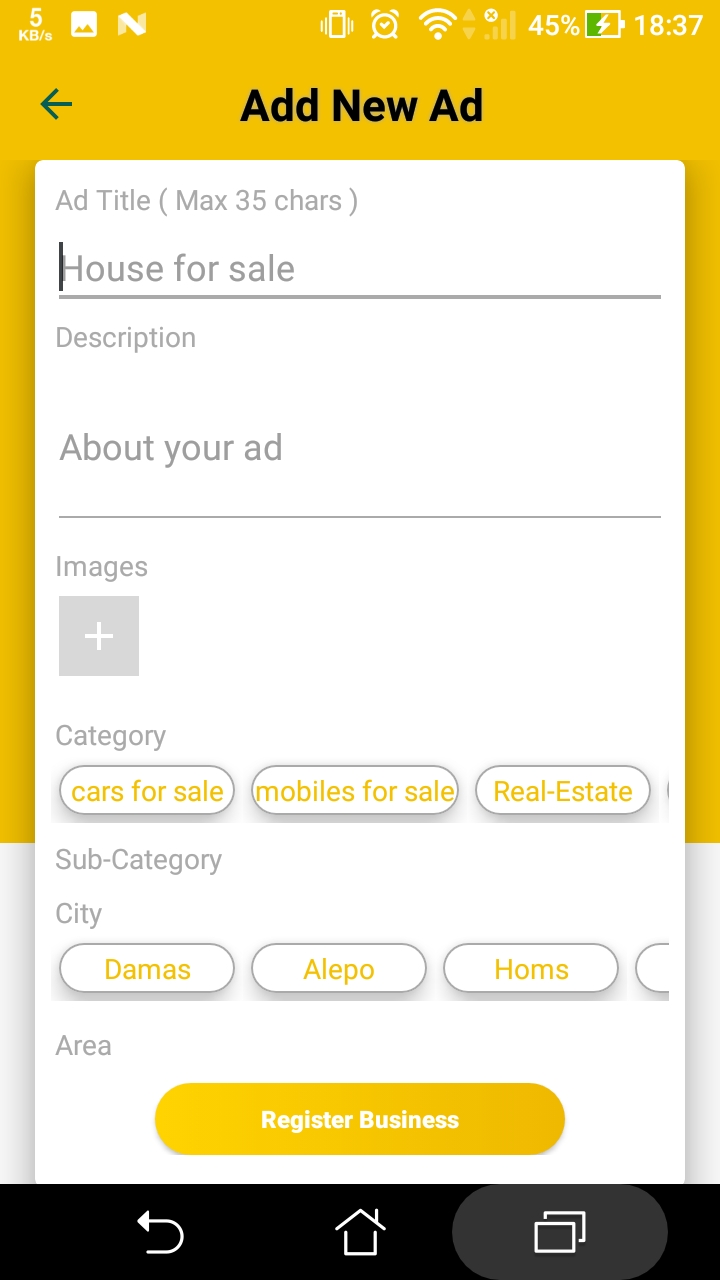 5
KB/s
45%
18:37
Add New Ad
Ad Title ( Max 35 chars )
House for sale
Description
About your ad
Images
Category
cars for sale
mobiles for sale
Real-Estate
Sub-Category
City
Damas
Alepo
Homs
Area
Register Business